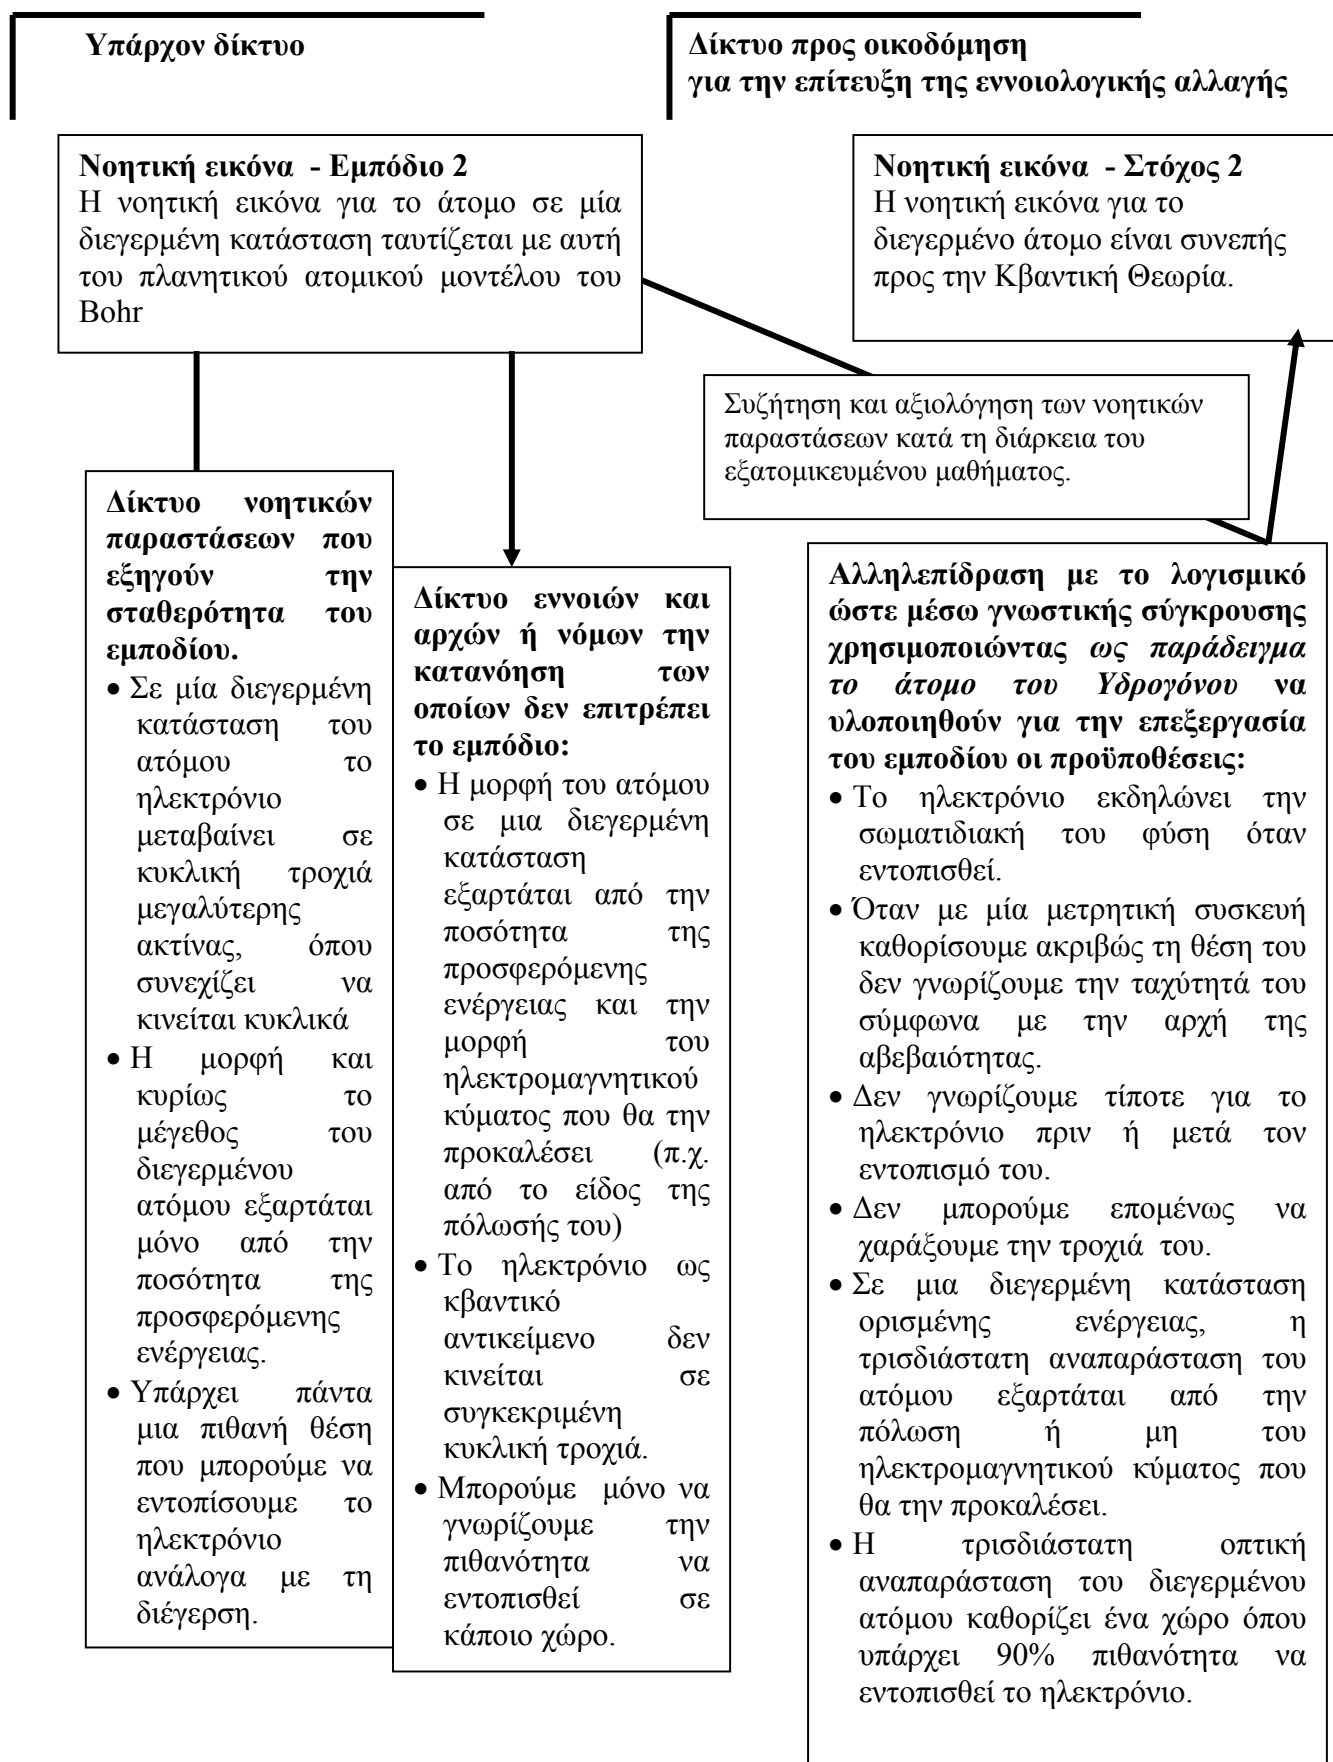 Υπάρχον δίκτυο
Δίκτυο προς οικοδόμηση
για την επίτευξη της εννοιολογικής αλλαγής
Νοητική εικόνα - Εμπόδιο 2
Η νοητική εικόνα για το άτομο σε μία
διεγερμένη κατάσταση ταυτίζεται με αυτή
του πλανητικού ατομικού μοντέλου του
Bohr
Νοητική εικόνα - Στόχος 2
Η νοητική εικόνα για το
διεγερμένο άτομο είναι συνεπής
προς την Κβαντική Θεωρία.
Συζήτηση και αξιολόγηση των νοητικών
παραστάσεων κατά τη διάρκεια του
εξατομικευμένου μαθήματος.
Δίκτυο νοητικών
παραστάσεων που
εξηγούν την
σταθερότητα του
εμποδίου.
• Σε μία διεγερμένη
κατάσταση του
ατόμου το
ηλεκτρόνιο
μεταβαίνει σε
κυκλική τροχιά
μεγαλύτερης
ακτίνας, όπου
συνεχίζει να
κινείται κυκλικά
• Η μορφή και
κυρίως το
μέγεθος του
διεγερμένου
ατόμου εξαρτάται
μόνο από την
ποσότητα της
προσφερόμενης
ενέργειας.
• Υπάρχει πάντα
μια πιθανή θέση
που μπορούμε να
εντοπίσουμε το
ηλεκτρόνιο
ανάλογα με τη
διέγερση.
Δίκτυο εννοιών και
αρχών ή νόμων την
κατανόηση των
οποίων δεν επιτρέπει
το εμπόδιο:
• Η μορφή του ατόμου
σε μια διεγερμένη
κατάσταση
εξαρτάται από την
ποσότητα της
προσφερόμενης
ενέργειας και την
μορφή του
ηλεκτρομαγνητικού
κύματος που θα την
προκαλέσει (π.χ.
από το είδος της
πόλωσής του)
• Το ηλεκτρόνιο ως
κβαντικό
αντικείμενο δεν
κινείται σε
συγκεκριμένη
κυκλική τροχιά.
• Μπορούμε μόνο να
γνωρίζουμε την
πιθανότητα να
εντοπισθεί σε
κάποιο χώρο.
Αλληλεπίδραση με το λογισμικό
ώστε μέσω γνωστικής σύγκρουσης
χρησιμοποιώντας ως παράδειγμα
το άτομο του Υδρογόνου να
υλοποιηθούν για την επεξεργασία
του εμποδίου οι προϋποθέσεις:
• Το ηλεκτρόνιο εκδηλώνει την
σωματιδιακή του φύση όταν
εντοπισθεί.
• Όταν με μία μετρητική συσκευή
καθορίσουμε ακριβώς τη θέση του
δεν γνωρίζουμε την ταχύτητά του
σύμφωνα με την αρχή της
αβεβαιότητας.
• Δεν γνωρίζουμε τίποτε για το
ηλεκτρόνιο πριν ή μετά τον
εντοπισμό του.
• Δεν μπορούμε επομένως να
χαράξουμε την τροχιά του.
• Σε μια διεγερμένη κατάσταση
ορισμένης ενέργειας, η
τρισδιάστατη αναπαράσταση του
ατόμου εξαρτάται από την
πόλωση ή μη του
ηλεκτρομαγνητικού κύματος που
θα την προκαλέσει.
• Η τρισδιάστατη οπτική
αναπαράσταση του διεγερμένου
ατόμου καθορίζει ένα χώρο όπου
υπάρχει 90% πιθανότητα να
εντοπισθεί το ηλεκτρόνιο.